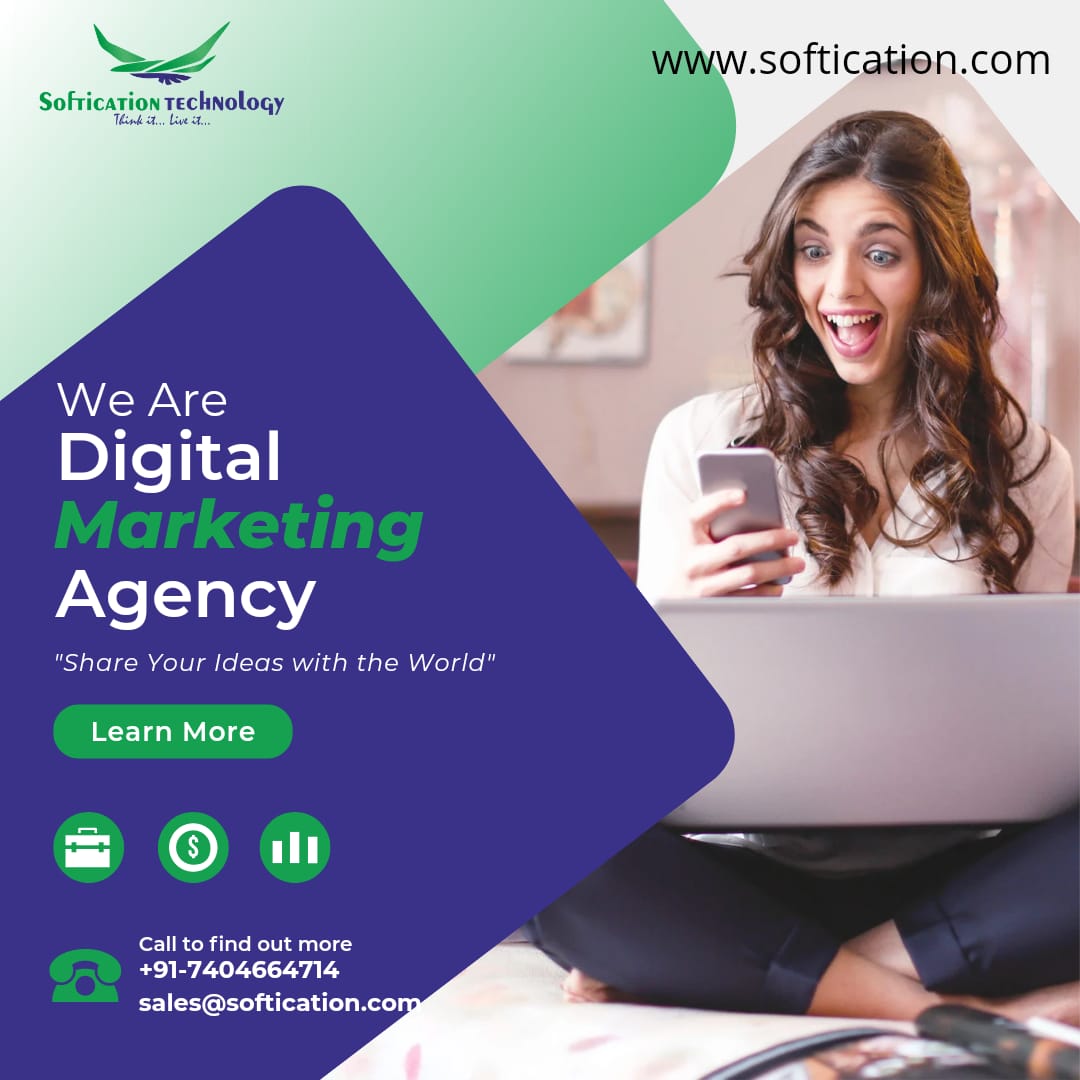 www.softication.com
Softication Technology
Think it... Live it...
We Are
Digital
Marketing
Agency
"Share Your Ideas with the World"
Learn More
$
Call to find out more
+91-7404664714
sales@softication.com